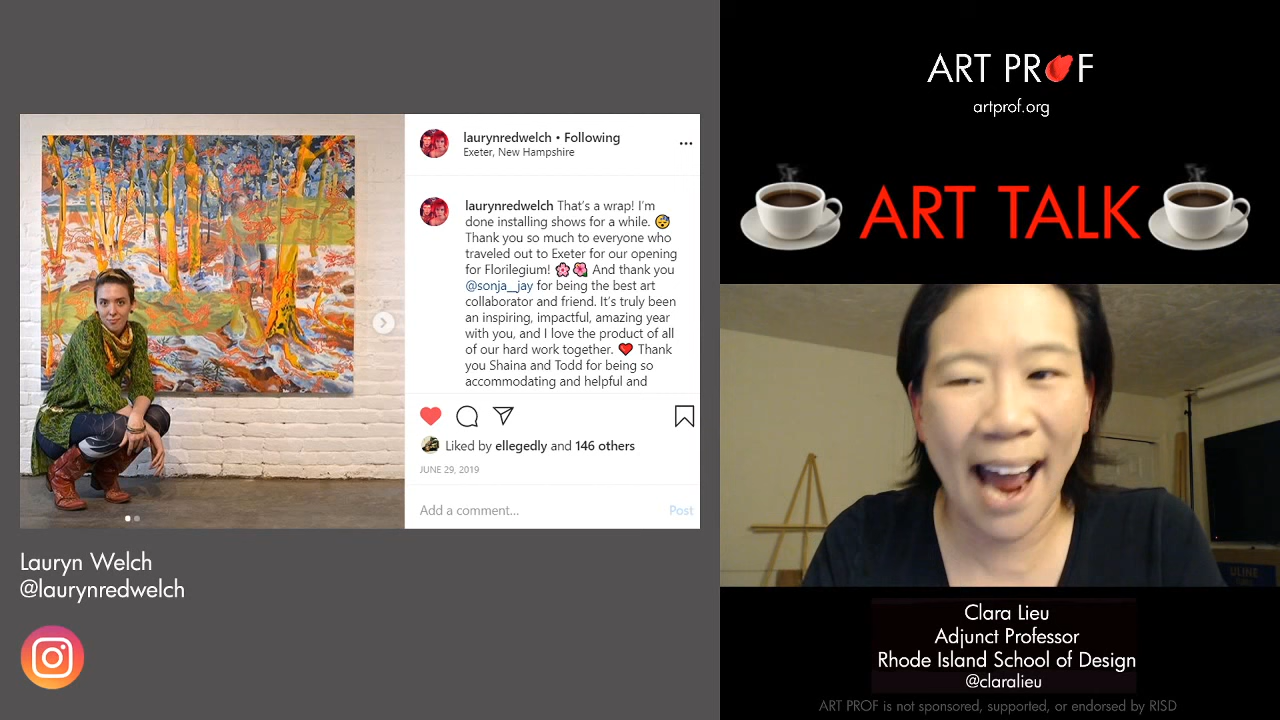 laurynredwelch • Following
Exeter, New Hampshire
laurynredwelch That's a wrap! I'm
done installing shows for a while. 😴
Thank you so much to everyone who
traveled out to Exeter for our opening
for Florilegium! 🌸🌺 And thank you
@sonja__jay for being the best art
collaborator and friend. It's truly been
an inspiring, impactful, amazing year
with you, and I love the product of all
of our hard work together. ❤️ Thank
you Shaina and Todd for being so
accommodating and helpful and
Liked by ellegedly and 146 others
JUNE 29, 2019
Add a comment... Post
Lauryn Welch
@laurynredwelch
ART PROF
artprof.org
ART TALK
ULINE
Clara Lieu
Adjunct Professor
Rhode Island School of Design
@claralieu
ART PROF is not sponsored, supported, or endorsed by RISD